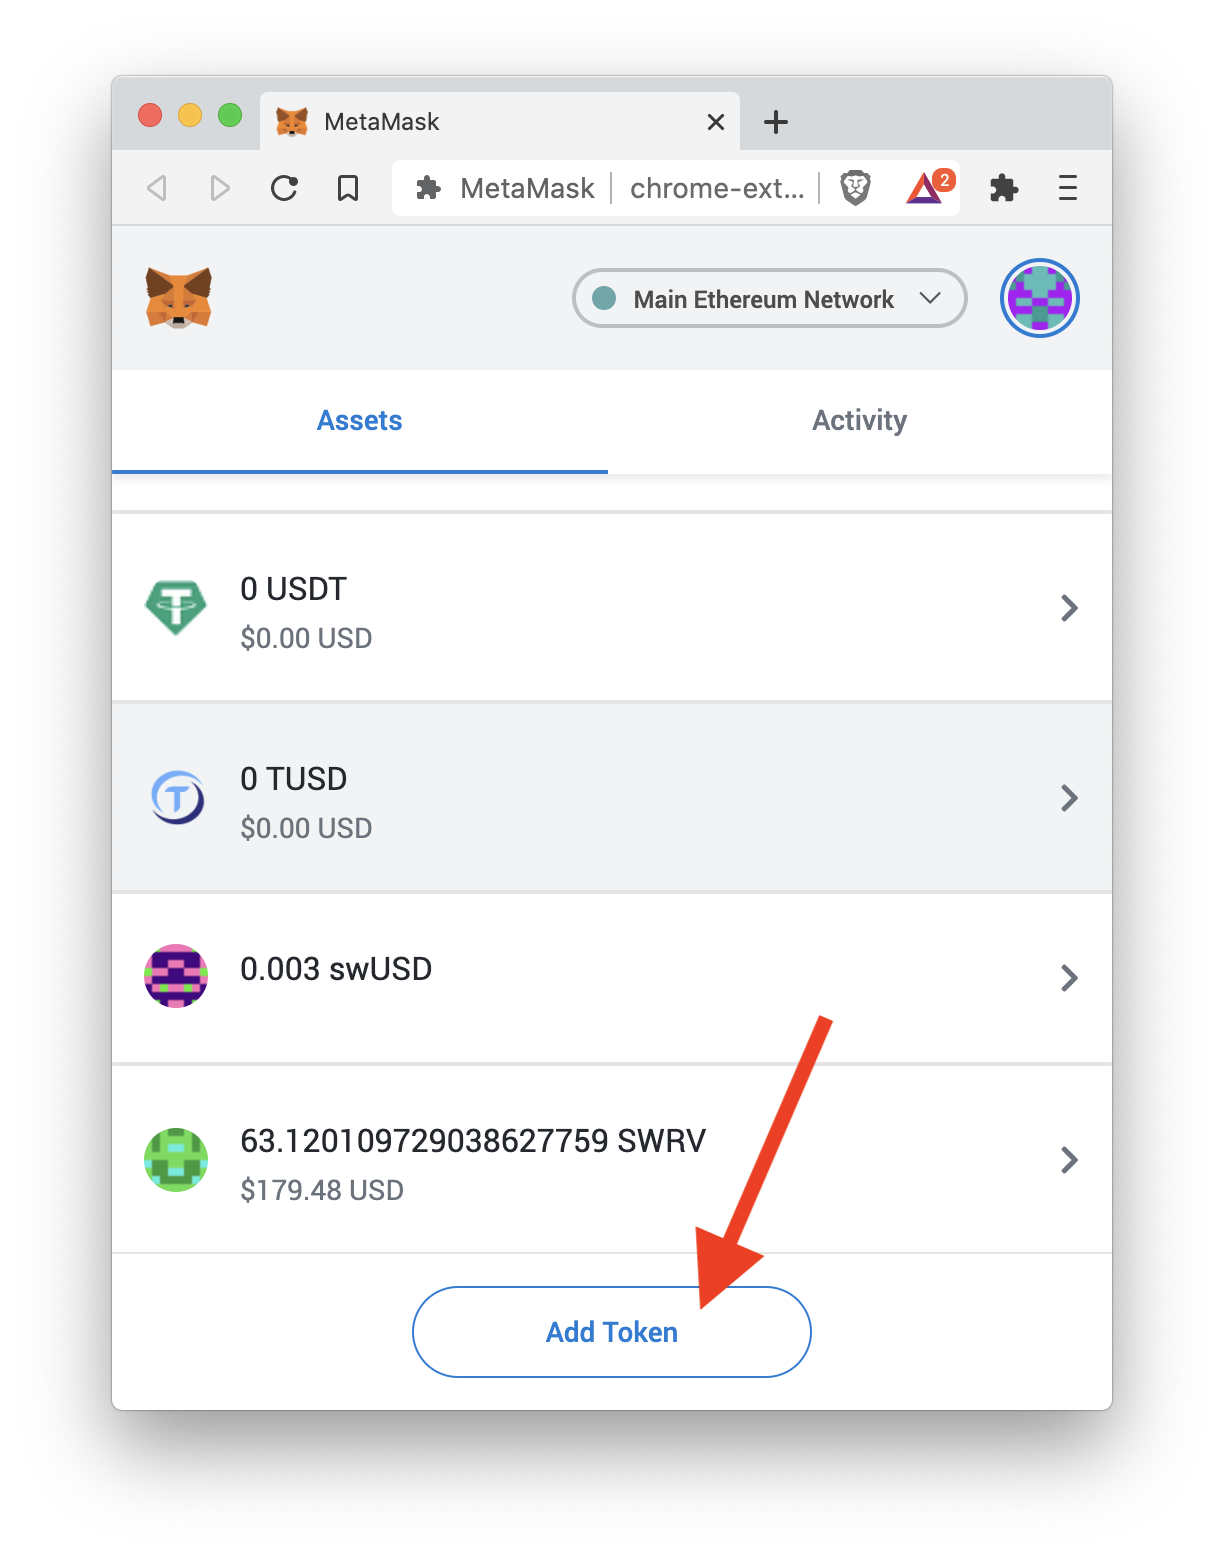 MetaMask
MetaMask | chrome-ext... 2
Main Ethereum Network
Assets Activity
0 USDT
$0.00 USD
0 TUSD
$0.00 USD
0.003 swUSD
63.120109729038627759 SWRV
$179.48 USD
Add Token